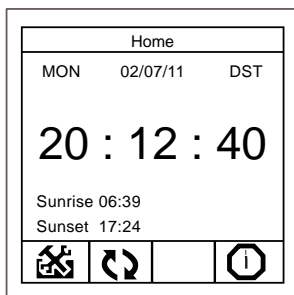 Home
MON 02/07/11 DST
20 : 12 : 40
Sunrise 06:39
Sunset 17:24
i